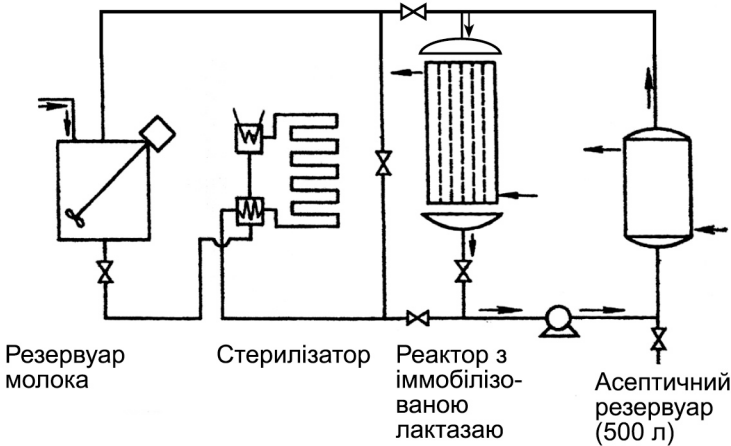 Резервуар
молока
Стерилізатор
Реактор з
іммобілізо-
ваною
лактазаю
Асептичний
резервуар
(500 л)